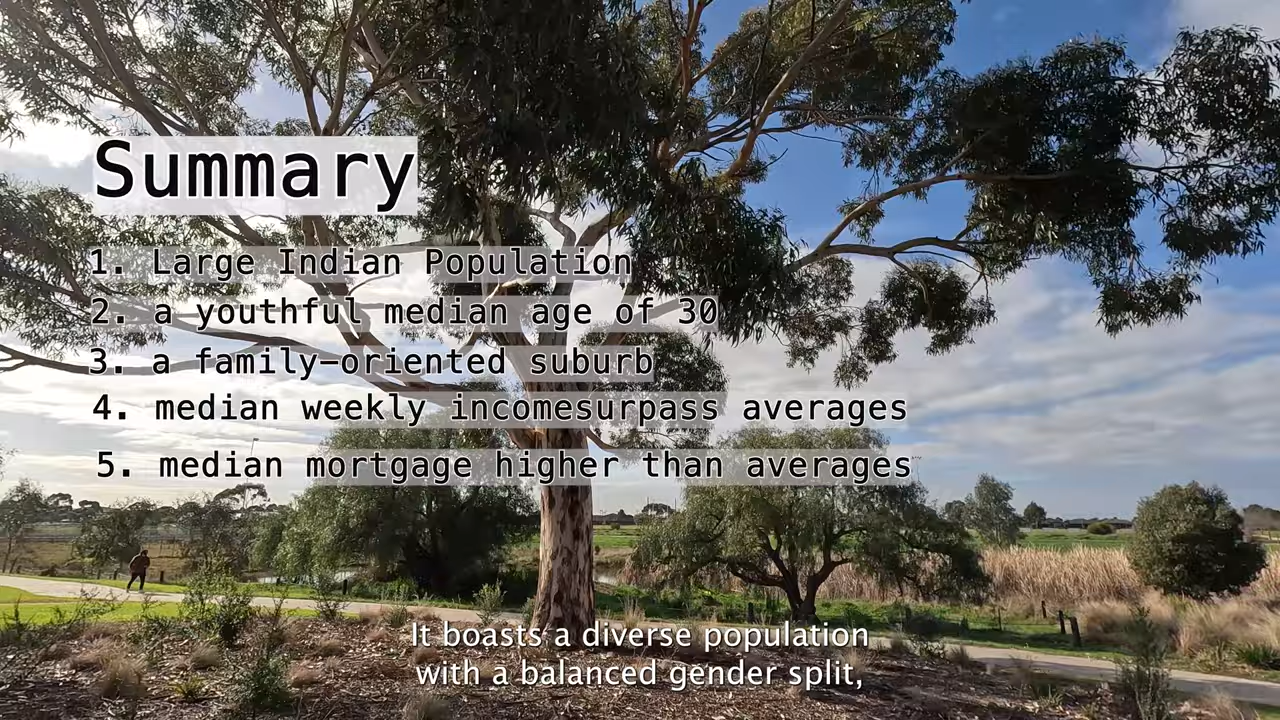 Summary
1. Large Indian Population
2. a youthful median age of 30
3. a family-oriented suburb
4. median weekly incomesurpass averages
5. median mortgage higher than averages
It boasts a diverse population
with a balanced gender split,